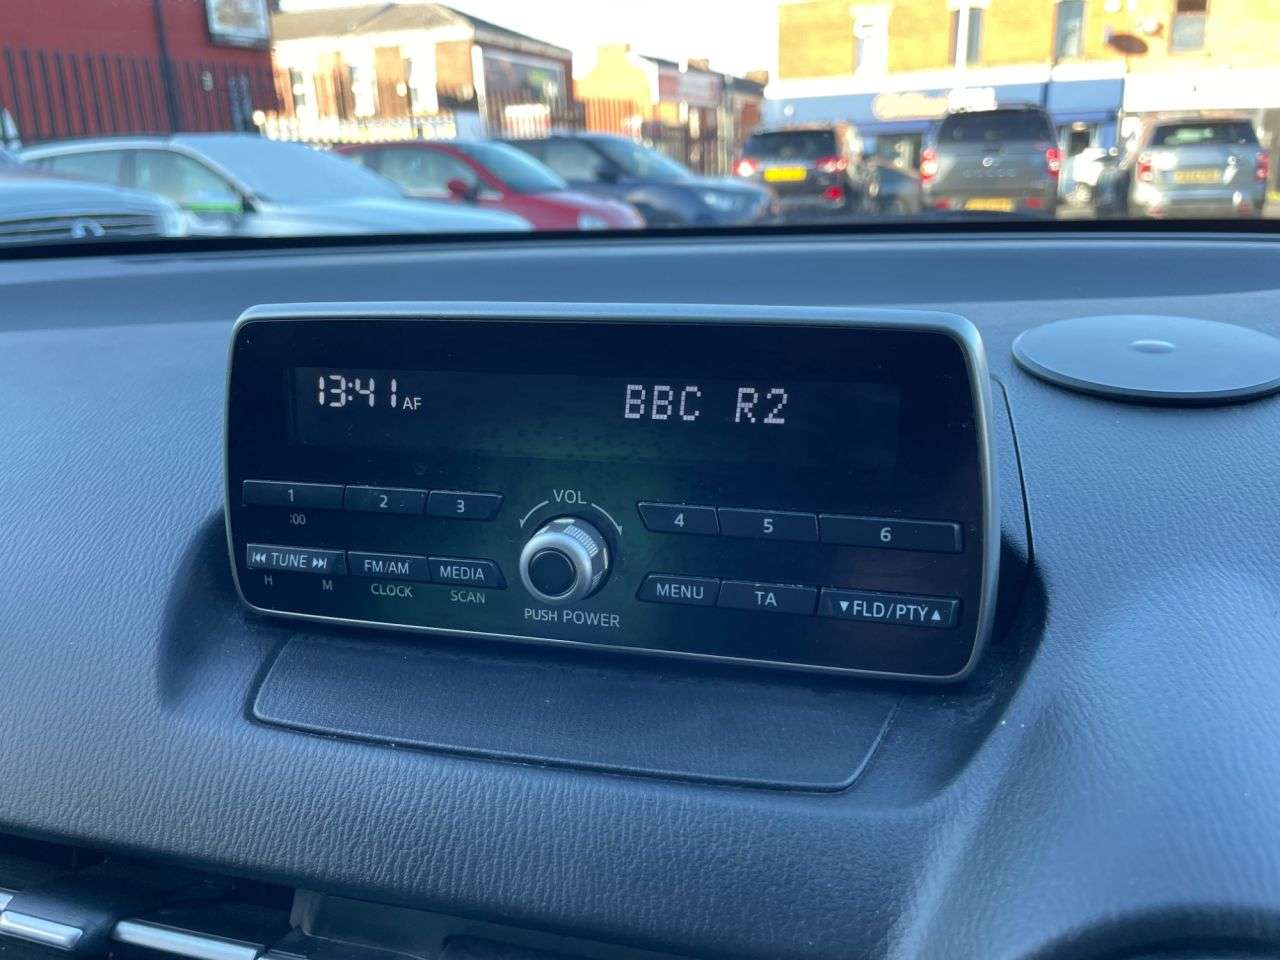 13:41 AF BBC R2
1 2 3 VOL 4 5 6
:00
TUNE FM/AM MEDIA MENU TA ▼FLD/PTY▲
H M CLOCK SCAN
PUSH POWER